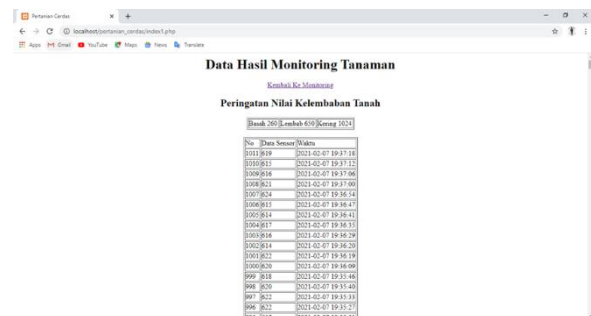 Pertanian Cerdas
localhost/pertanian_cerdas/index1.php
Apps Gmail YouTube Maps News Translate
Data Hasil Monitoring Tanaman
Kembali Ke Monitoring
Peringatan Nilai Kelembaban Tanah
Basah 260 Lembab 650 Kering 1024
No Data Sensor Waktu
1011 619 2021-02-07 19:37:18
1010 615 2021-02-07 19:37:12
1009 616 2021-02-07 19:37:06
1008 621 2021-02-07 19:37:00
1007 624 2021-02-07 19:36:54
1006 615 2021-02-07 19:36:47
1005 614 2021-02-07 19:36:41
1004 617 2021-02-07 19:36:35
1003 616 2021-02-07 19:36:29
1002 614 2021-02-07 19:36:20
1001 622 2021-02-07 19:36:19
1000 620 2021-02-07 19:36:09
999 618 2021-02-07 19:35:46
998 620 2021-02-07 19:35:40
997 622 2021-02-07 19:35:33
996 622 2021-02-07 19:35:27